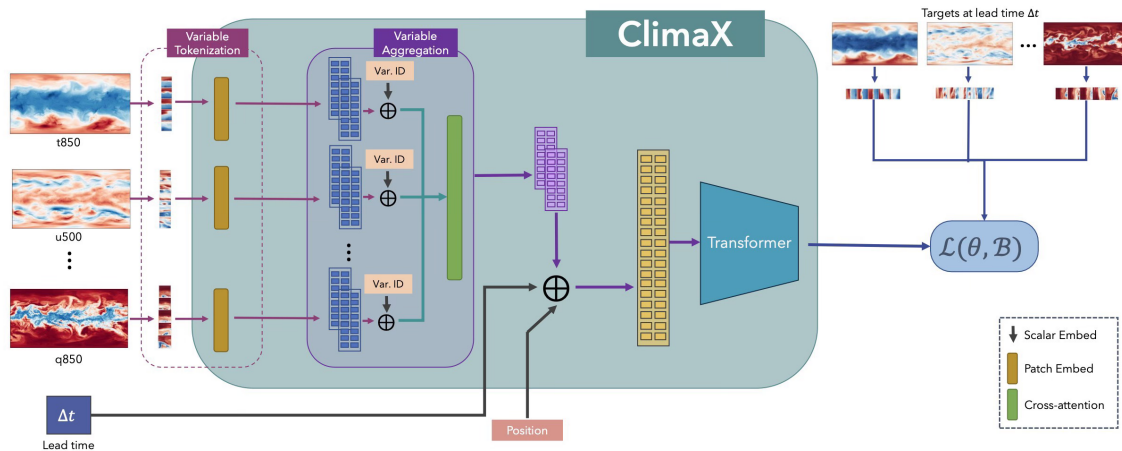 Variable
Tokenization
Variable
Aggregation
ClimaX
Targets at lead time Δt
...
Var. ID
t850
Var. ID
u500
Transformer
L(θ, B)
Var. ID
q850
Δt
Lead time
Position
Scalar Embed
Patch Embed
Cross-attention